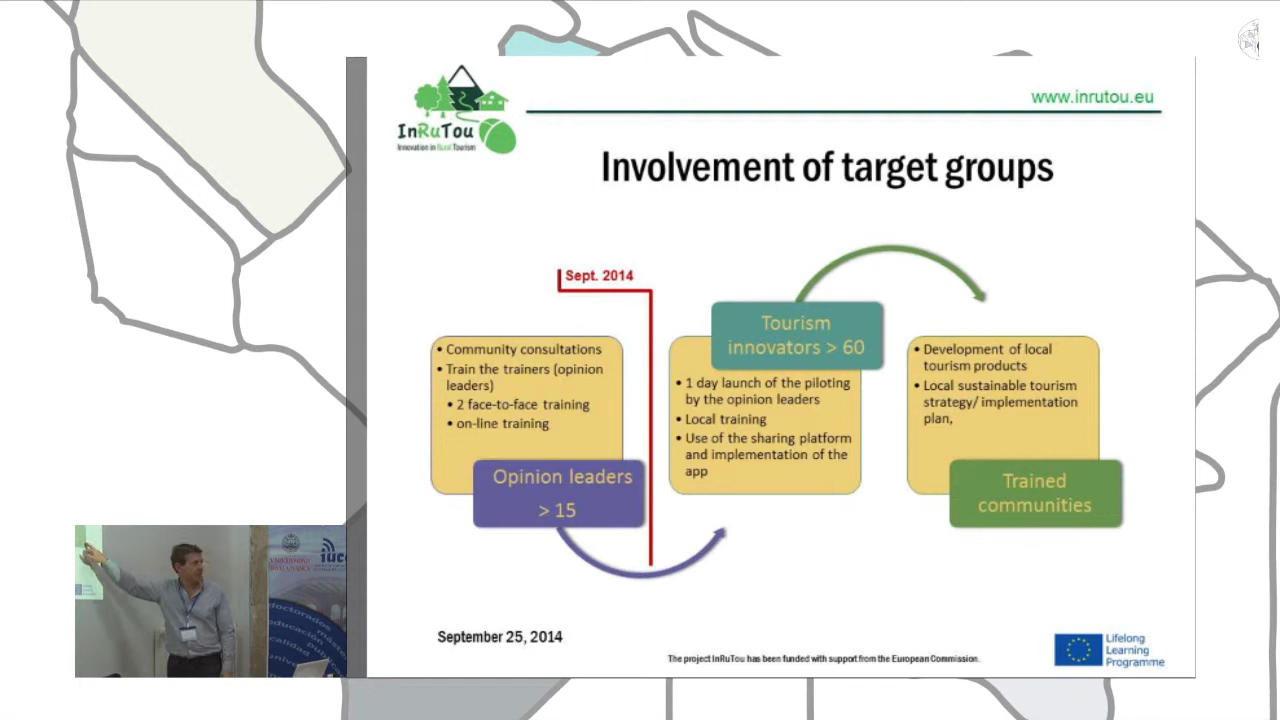 www.inrutou.eu
InRuTou
Innovation in Rural Tourism
Involvement of target groups
Sept. 2014
• Community consultations
• Train the trainers (opinion
leaders)
• 2 face-to-face training
• on-line training
Opinion leaders
> 15
Tourism
innovators > 60
• 1 day launch of the piloting
by the opinion leaders
• Local training
• Use of the sharing platform
and implementation of the
app
• Development of local
tourism products
• Local sustainable tourism
strategy/ implementation
plan,
Trained
communities
September 25, 2014
The project InRuTou has been funded with support from the European Commission.
Lifelong
Learning
Programme
iuce
doctorados
educación
calidad